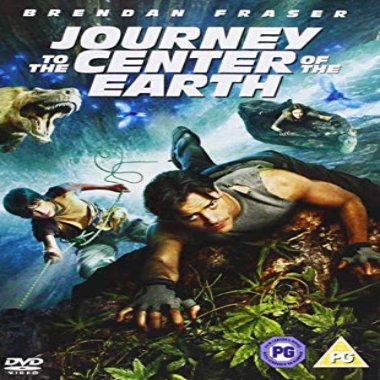 BRENDAN FRASER
JOURNEY
TO THE CENTER OF THE
EARTH
DVD
VIDEO
PG
PG